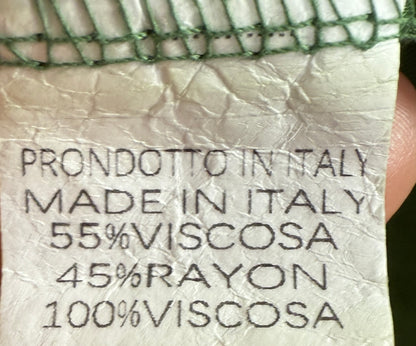 PRONDOTTO IN ITALY
MADE IN ITALY
55%VISCOSA
45%RAYON
100%VISCOSA